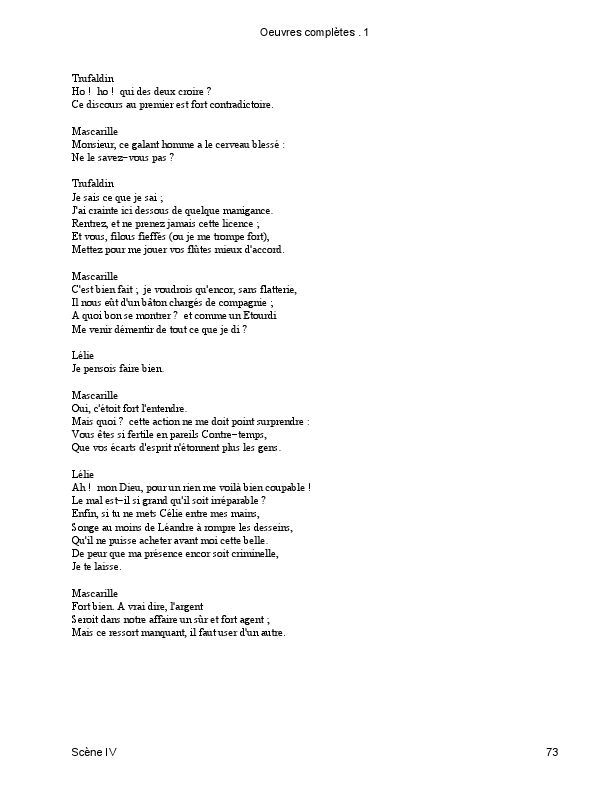 Oeuvres complètes . 1
Trufaldin
Ho !  ho !  qui des deux croire ?
Ce discours au premier est fort contradictoire.
Mascarille
Monsieur, ce galant homme a le cerveau blessé :
Ne le savez−vous pas ?
Trufaldin
Je sais ce que je sai ;
J'ai crainte ici dessous de quelque manigance.
Rentrez, et ne prenez jamais cette licence ;
Et vous, filous fieffés (ou je me trompe fort),
Mettez pour me jouer vos flûtes mieux d'accord.
Mascarille
C'est bien fait ;  je voudrois qu'encor, sans flatterie,
Il nous eût d'un bâton chargés de compagnie ;
A quoi bon se montrer ?  et comme un Etourdi
Me venir démentir de tout ce que je di ?
Lélie
Je pensois faire bien.
Mascarille
Oui, c'étoit fort l'entendre.
Mais quoi ?  cette action ne me doit point surprendre :
Vous êtes si fertile en pareils Contre−temps,
Que vos écarts d'esprit n'étonnent plus les gens.
Lélie
Ah !  mon Dieu, pour un rien me voilà bien coupable !
Le mal est−il si grand qu'il soit irréparable ?
Enfin, si tu ne mets Célie entre mes mains,
Songe au moins de Léandre à rompre les desseins,
Qu'il ne puisse acheter avant moi cette belle.
De peur que ma présence encor soit criminelle,
Je te laisse.
Mascarille
Fort bien. A vrai dire, l'argent
Seroit dans notre affaire un sûr et fort agent ;
Mais ce ressort manquant, il faut user d'un autre.
Scène IV
73